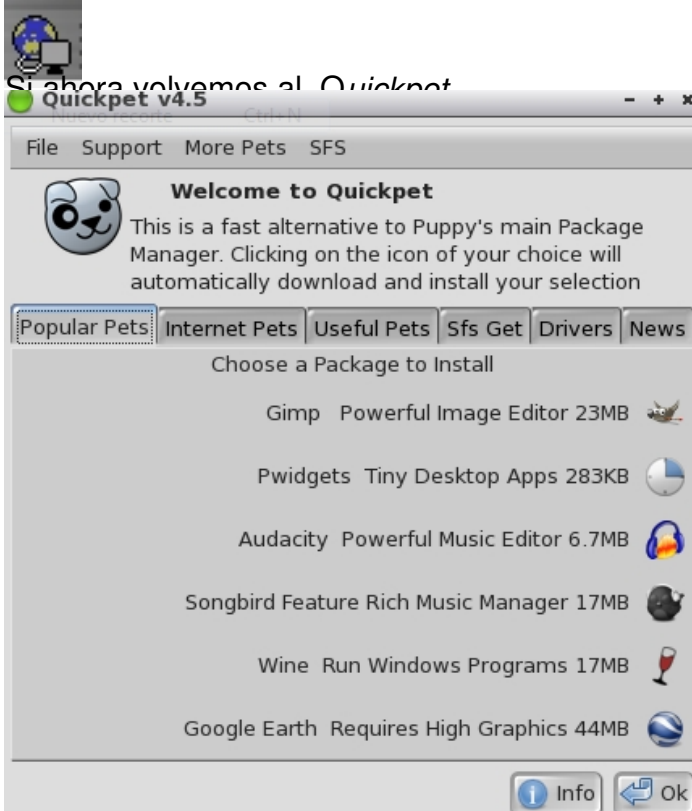 Si ahora volvemos al Quickpet
Quickpet v4.5
Nuevo recorte Ctrl+N
File Support More Pets SFS
Welcome to Quickpet
This is a fast alternative to Puppy's main Package
Manager. Clicking on the icon of your choice will
automatically download and install your selection
Popular Pets Internet Pets Useful Pets Sfs Get Drivers News
Choose a Package to Install
Gimp Powerful Image Editor 23MB
Pwidgets Tiny Desktop Apps 283KB
Audacity Powerful Music Editor 6.7MB
Songbird Feature Rich Music Manager 17MB
Wine Run Windows Programs 17MB
Google Earth Requires High Graphics 44MB
Info Ok